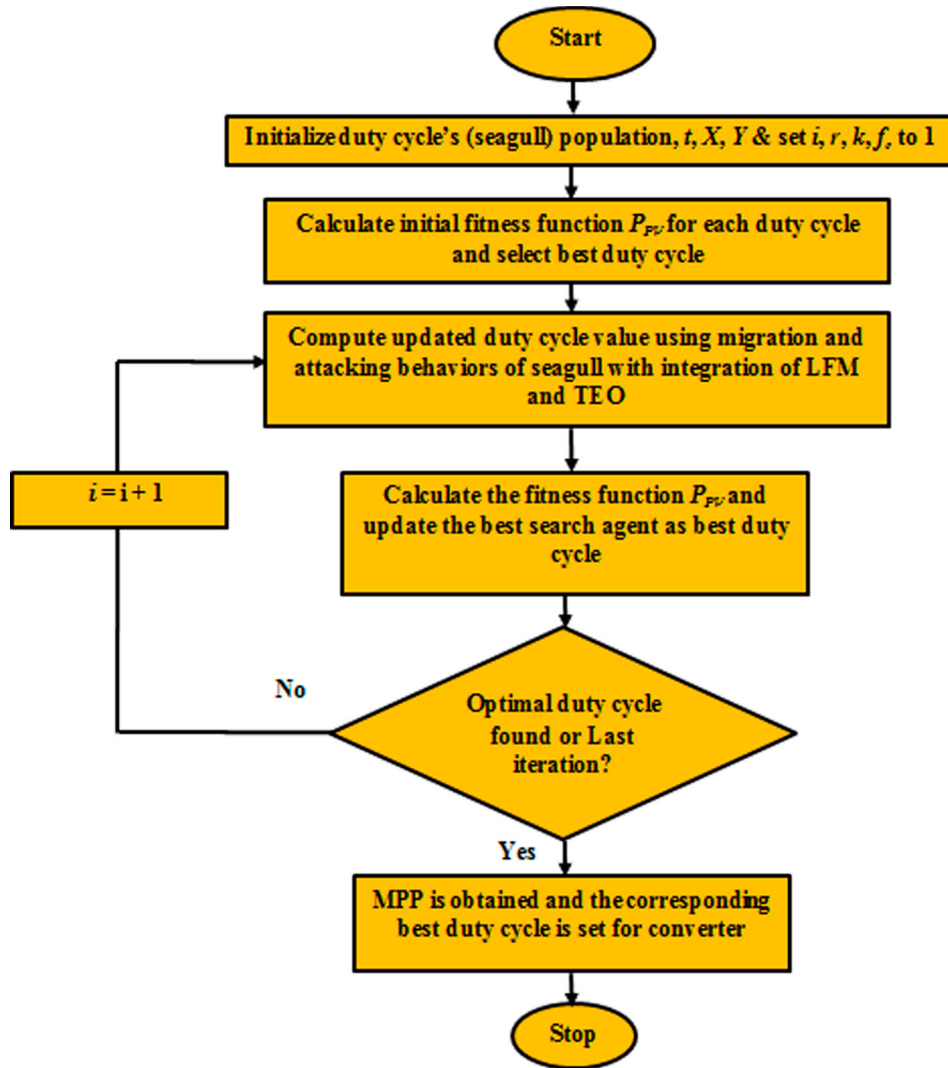 Start
Initialize duty cycle's (seagull) population, t, X, Y & set i, r, k, fc to 1
Calculate initial fitness function PPV for each duty cycle
and select best duty cycle
Compute updated duty cycle value using migration and
attacking behaviors of seagull with integration of LFM
and TEO
i = i + 1
Calculate the fitness function PPV and
update the best search agent as best duty
cycle
No
Optimal duty cycle
found or Last
iteration?
Yes
MPP is obtained and the corresponding
best duty cycle is set for converter
Stop